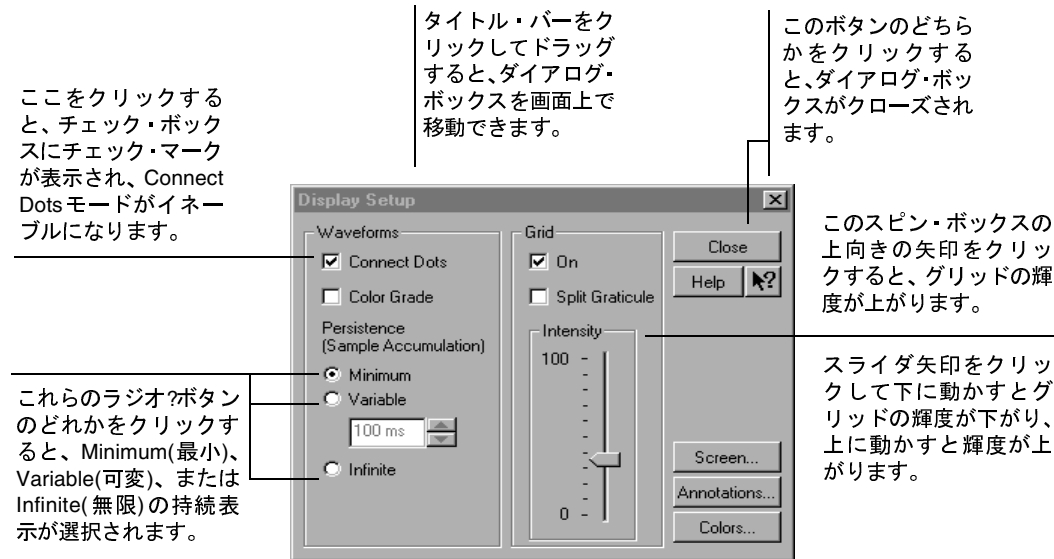 タイトル・バーをク
リックしてドラッグ
すると、ダイアログ・
ボックスを画面上で
移動できます。
このボタンのどちら
かをクリックする
と、ダイアログ・ボッ
クスがクローズされ
ます。
ここをクリックする
と、チェック・ボック
スにチェック・マーク
が表示され、Connect
Dotsモードがイネー
ブルになります。
このスピン・ボックスの
上向きの矢印をクリッ
クすると、グリッドの輝
度が上がります。
スライダ矢印をクリッ
クして下に動かすとグ
リッドの輝度が下がり、
上に動かすと輝度が上
がります。
これらのラジオ?ボタン
のどれかをクリックす
ると、Minimum(最小)、
Variable(可変)、または
Infinite(無限)の持続表
示が選択されます。
Display Setup
Waveforms
Connect Dots
Color Grade
Persistence
(Sample Accumulation)
Minimum
Variable
100 ms
Infinite
Grid
On
Split Graticule
Intensity
100
0
Close
Help
Screen...
Annotations...
Colors...